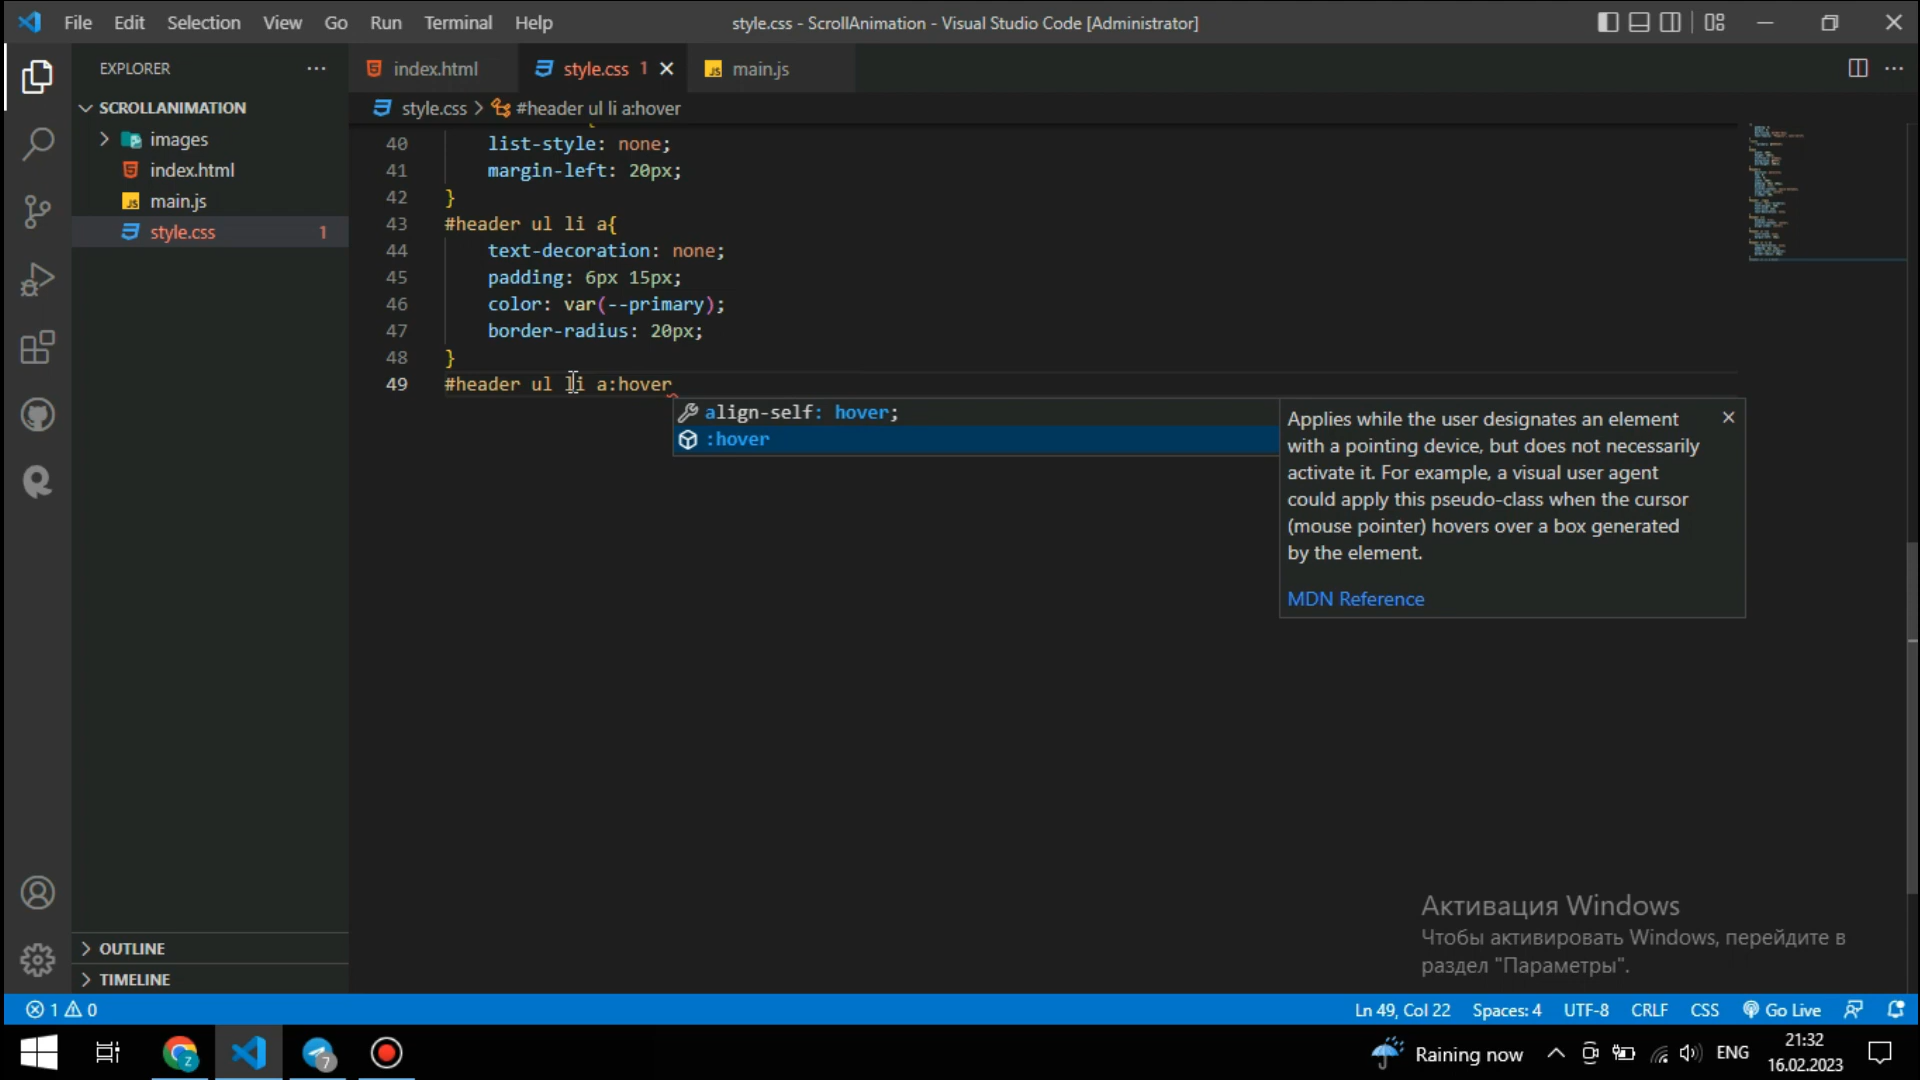 File Edit Selection View Go Run Terminal Help
style.css - ScrollAnimation - Visual Studio Code [Administrator]
EXPLORER
SCROLLANIMATION
images
index.html
main.js
style.css 1
OUTLINE
TIMELINE
index.html
style.css 1
main.js
style.css > #header ul li a:hover
40 list-style: none;
41 margin-left: 20px;
42 }
43 #header ul li a{
44 text-decoration: none;
45 padding: 6px 15px;
46 color: var(--primary);
47 border-radius: 20px;
48 }
49 #header ul li a:hover
align-self: hover;
:hover
Applies while the user designates an element
with a pointing device, but does not necessarily
activate it. For example, a visual user agent
could apply this pseudo-class when the cursor
(mouse pointer) hovers over a box generated
by the element.
MDN Reference
Активация Windows
Чтобы активировать Windows, перейдите в
раздел "Параметры".
1 0
Ln 49, Col 22 Spaces: 4 UTF-8 CRLF CSS Go Live
Z
7
Raining now
ENG
21:32
16.02.2023